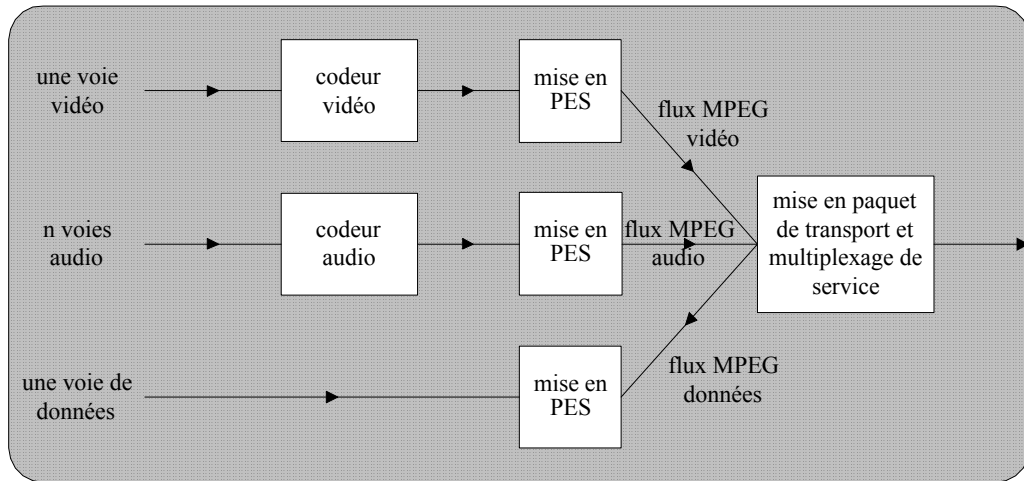 une voie
vidéo
codeur
vidéo
mise en
PES
flux MPEG
vidéo
n voies
audio
codeur
audio
mise en
PES
flux MPEG
audio
mise en paquet
de transport et
multiplexage de
service
une voie de
données
mise en
PES
flux MPEG
données